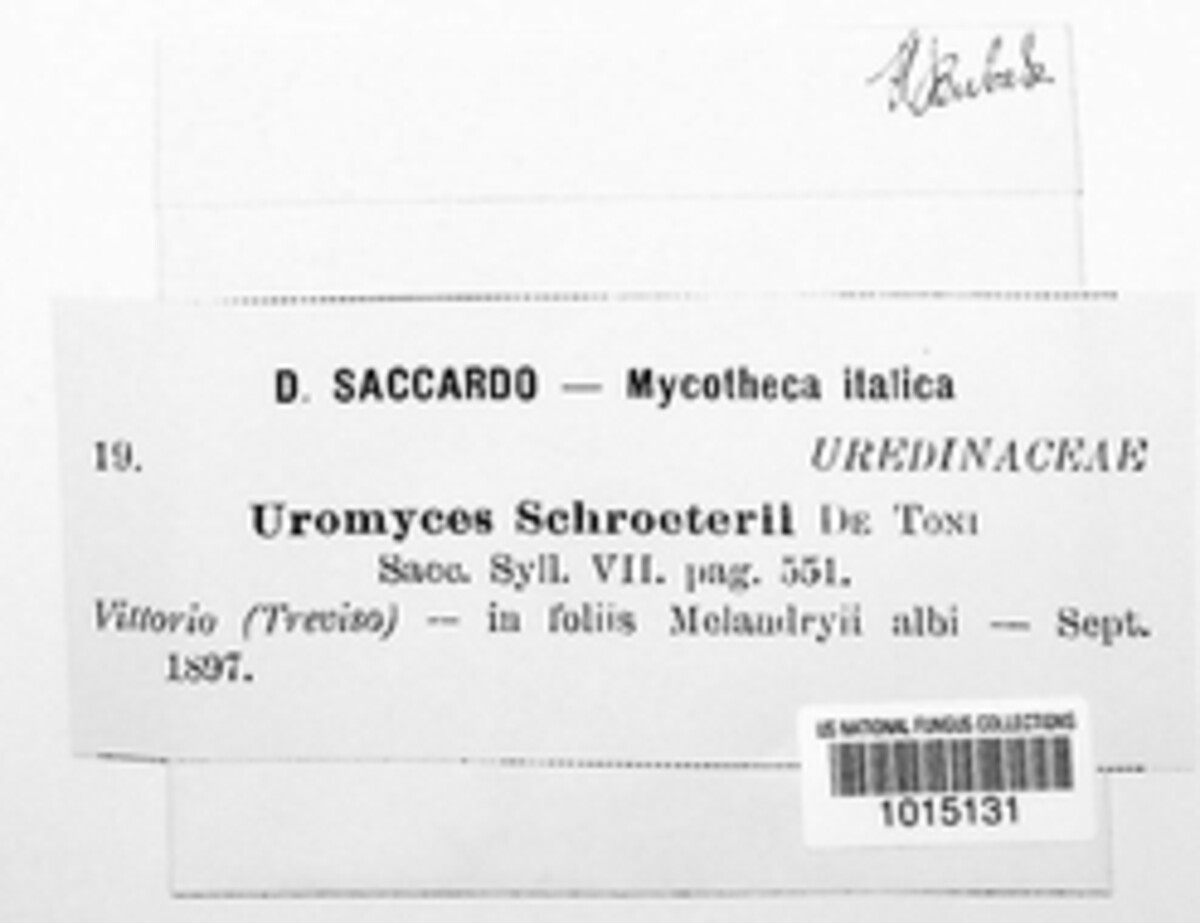 Bubák
D. SACCARDO — Mycotheca italica
19.
UREDINACEAE
Uromyces Schroeterii DE TONI
Sacc. Syll. VII. pag. 551.
Vittorio (Treviso) — in foliis Melandryii albi — Sept.
1897.
US NATIONAL FUNGUS COLLECTIONS
1015131